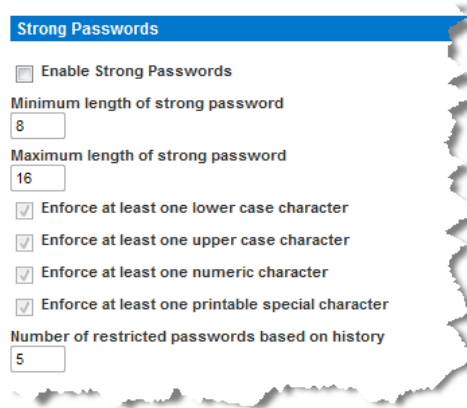 Strong Passwords
Enable Strong Passwords
Minimum length of strong password
8
Maximum length of strong password
16
Enforce at least one lower case character
Enforce at least one upper case character
Enforce at least one numeric character
Enforce at least one printable special character
Number of restricted passwords based on history
5